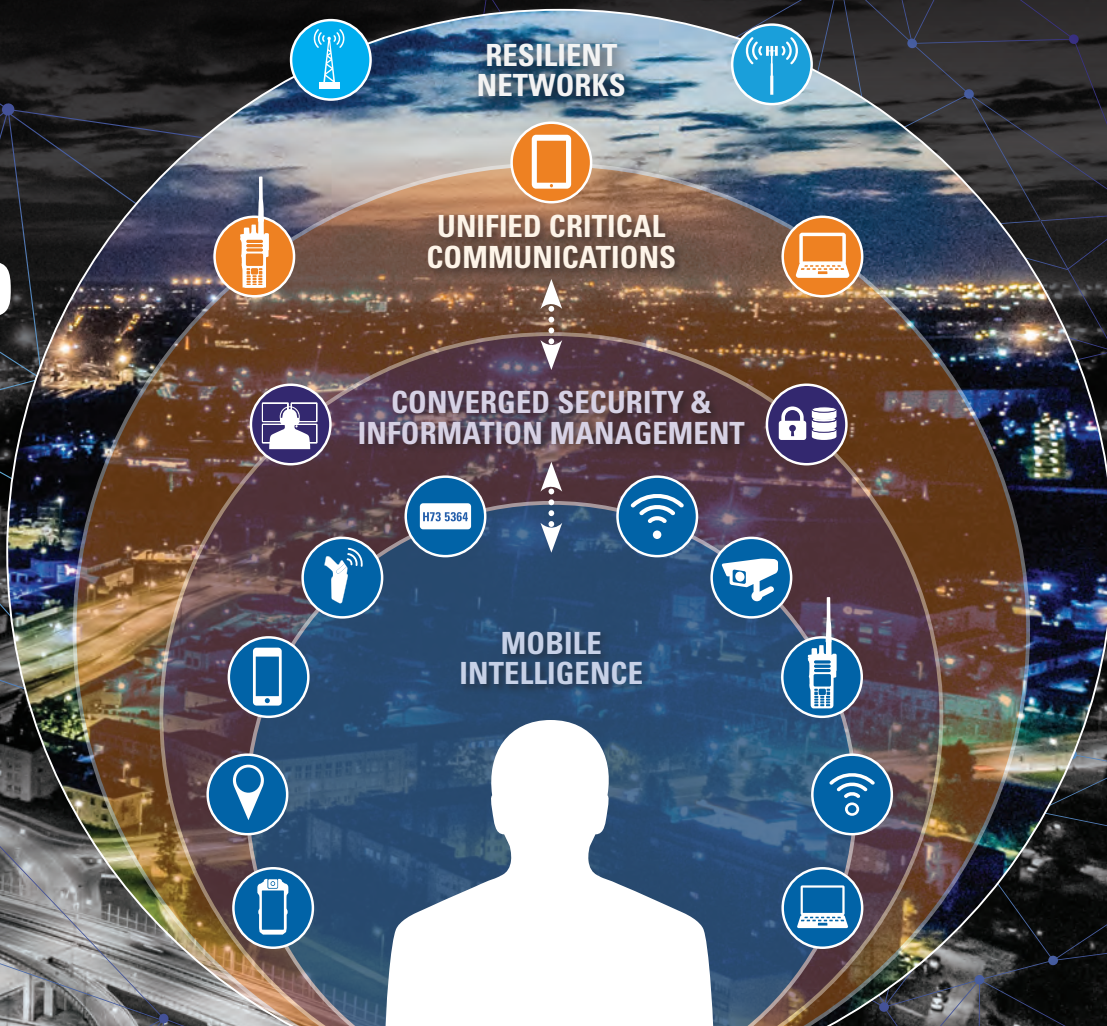 RESILIENT
NETWORKS
UNIFIED CRITICAL
COMMUNICATIONS
CONVERGED SECURITY &
INFORMATION MANAGEMENT
H73 5364
MOBILE
INTELLIGENCE